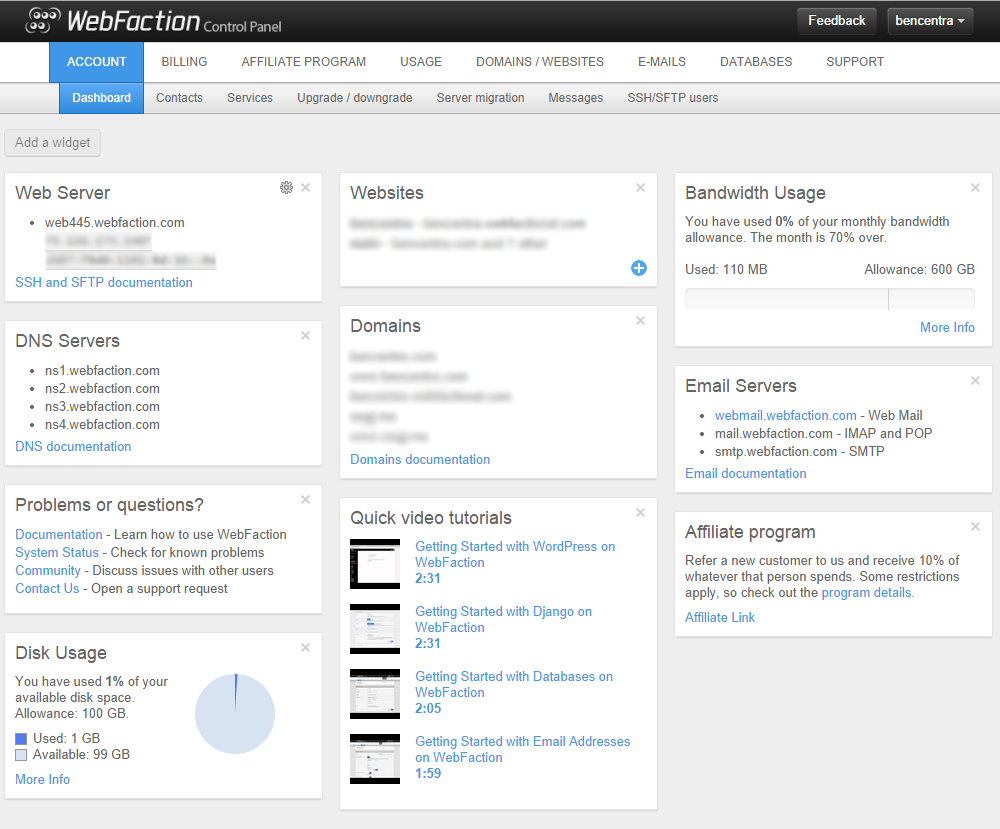 WebFaction Control Panel
Feedback
bencentra
ACCOUNT
BILLING
AFFILIATE PROGRAM
USAGE
DOMAINS / WEBSITES
E-MAILS
DATABASES
SUPPORT
Dashboard
Contacts
Services
Upgrade / downgrade
Server migration
Messages
SSH/SFTP users
Add a widget
Web Server
web445.webfaction.com
SSH and SFTP documentation
DNS Servers
ns1.webfaction.com
ns2.webfaction.com
ns3.webfaction.com
ns4.webfaction.com
DNS documentation
Problems or questions?
Documentation - Learn how to use WebFaction
System Status - Check for known problems
Community - Discuss issues with other users
Contact Us - Open a support request
Disk Usage
You have used 1% of your
available disk space.
Allowance: 100 GB.
Used: 1 GB
Available: 99 GB
More Info
Websites
Domains
Domains documentation
Quick video tutorials
Getting Started with WordPress on
WebFaction
2:31
Getting Started with Django on
WebFaction
2:31
Getting Started with Databases on
WebFaction
2:05
Getting Started with Email Addresses
on WebFaction
1:59
Bandwidth Usage
You have used 0% of your monthly bandwidth
allowance. The month is 70% over.
Used: 110 MB
Allowance: 600 GB
More Info
Email Servers
webmail.webfaction.com - Web Mail
mail.webfaction.com - IMAP and POP
smtp.webfaction.com - SMTP
Email documentation
Affiliate program
Refer a new customer to us and receive 10% of
whatever that person spends. Some restrictions
apply, so check out the program details.
Affiliate Link